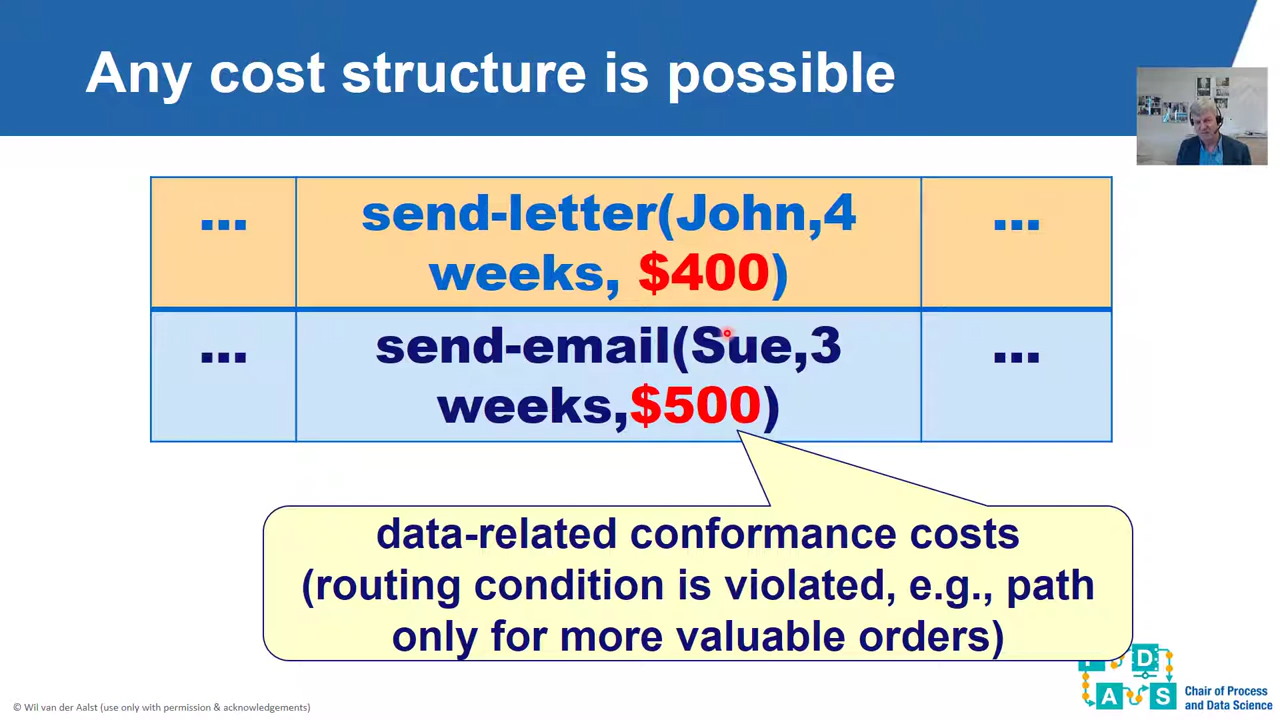 Any cost structure is possible
... send-letter(John,4 ...
weeks, $400)
... send-email(Sue,3 ...
weeks,$500)
data-related conformance costs
(routing condition is violated, e.g., path
only for more valuable orders)
D
A S
Chair of Process
and Data Science
© Wil van der Aalst (use only with permission & acknowledgements)